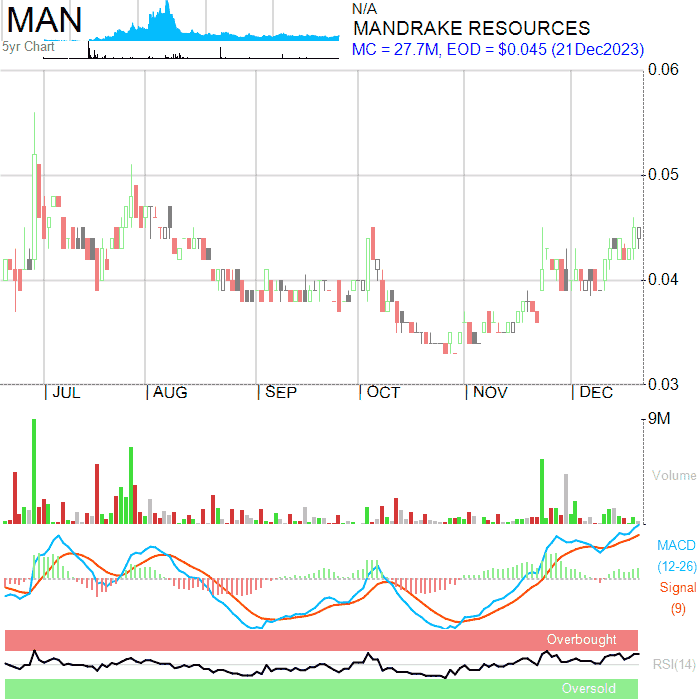 MAN
5yr Chart
N/A
MANDRAKE RESOURCES
MC = 27.7M, EOD = $0.045 (21Dec2023)
0.06
0.05
0.04
0.03
JUL AUG SEP OCT NOV DEC
9M
Volume
MACD
(12-26)
Signal
(9)
Overbought
RSI(14)
Oversold